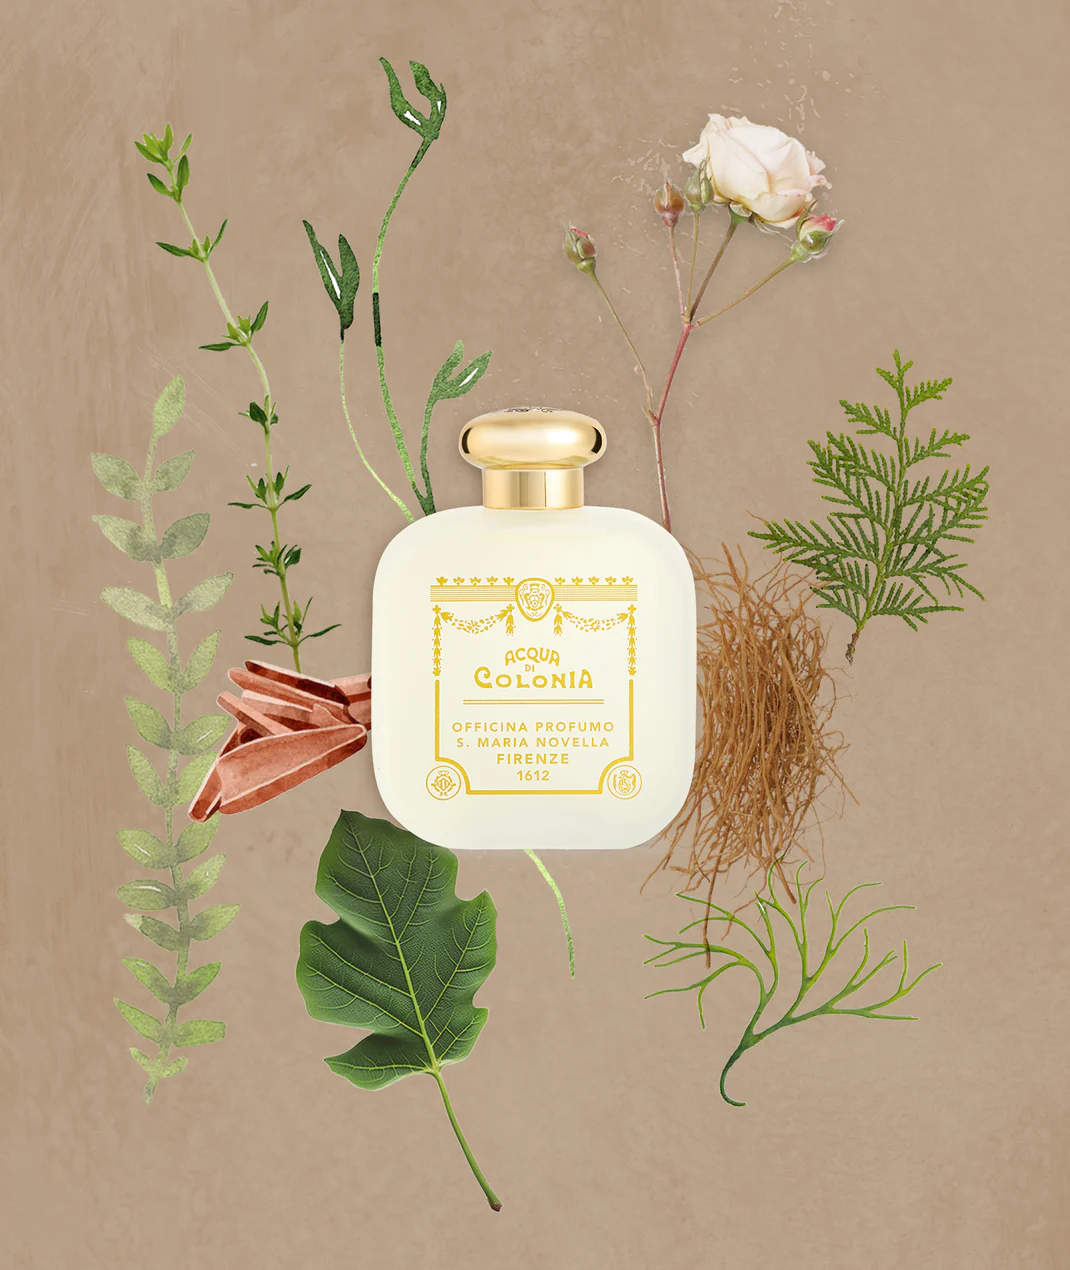 ACQUA
DI
COLONIA
OFFICINA PROFUMO
S. MARIA NOVELLA
FIRENZE
1612